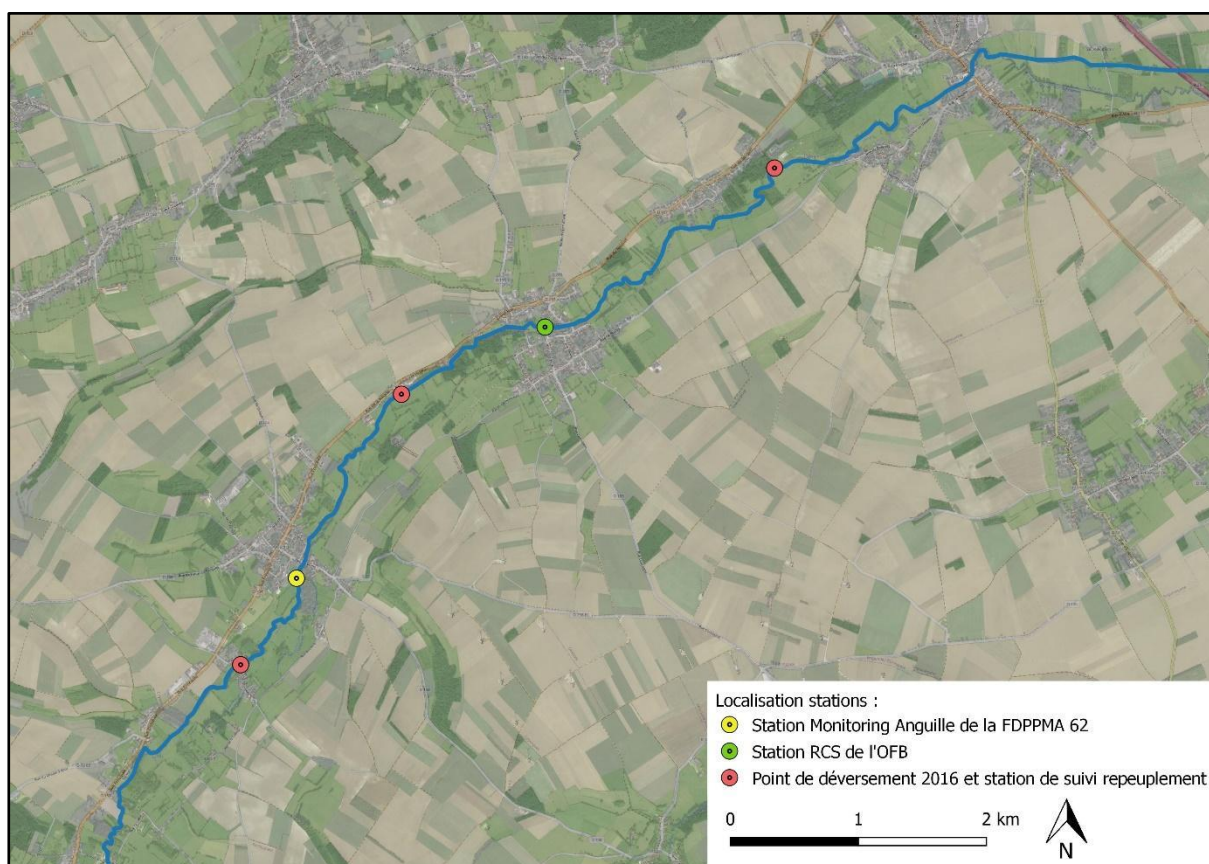 Localisation stations :
Station Monitoring Anguille de la FDPPMA 62
Station RCS de l'OFB
Point de déversement 2016 et station de suivi repeuplement
0 1 2 km
N